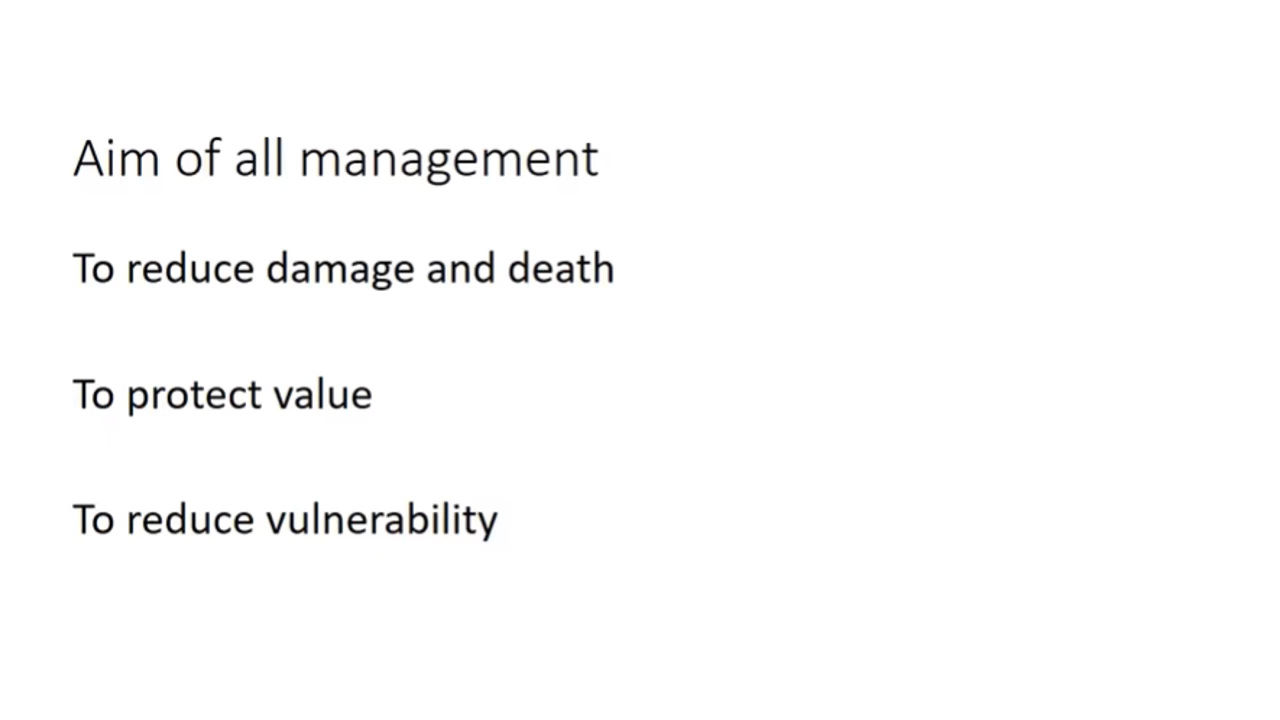 Aim of all management
To reduce damage and death
To protect value
To reduce vulnerability